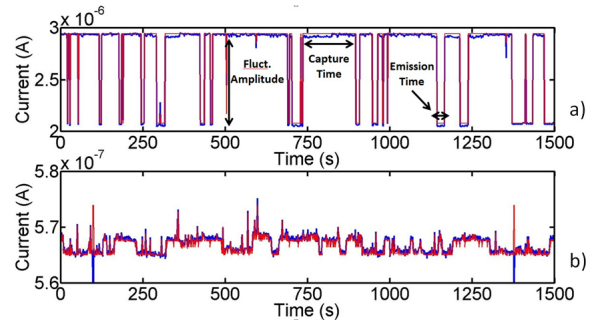 x 10⁻⁶
3
2.5
2
Current (A)
Fluct. Amplitude
Capture Time
Emission Time
a)
0 250 500 750 1000 1250 1500
Time (s)
x 10⁻⁷
5.8
5.7
5.6
Current (A)
b)
0 250 500 750 1000 1250 1500
Time (s)